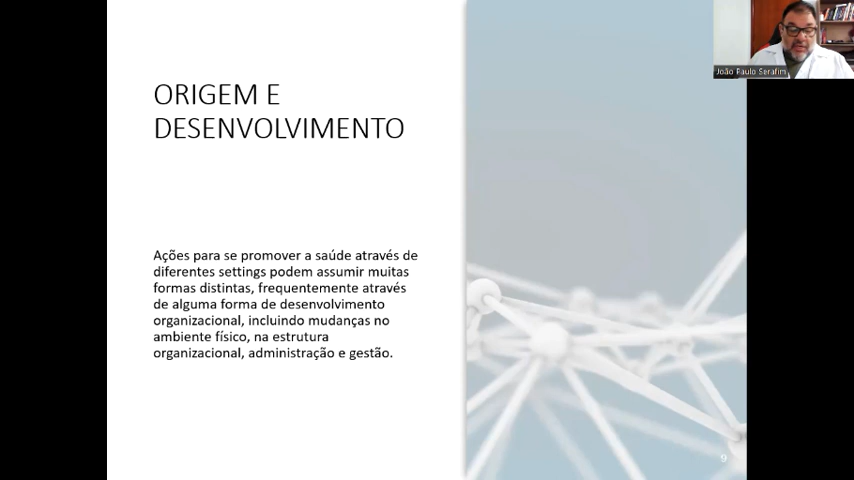 ORIGEM E
DESENVOLVIMENTO
Ações para se promover a saúde através de
diferentes settings podem assumir muitas
formas distintas, frequentemente através
de alguma forma de desenvolvimento
organizacional, incluindo mudanças no
ambiente físico, na estrutura
organizacional, administração e gestão.
João Paulo Serafim
9